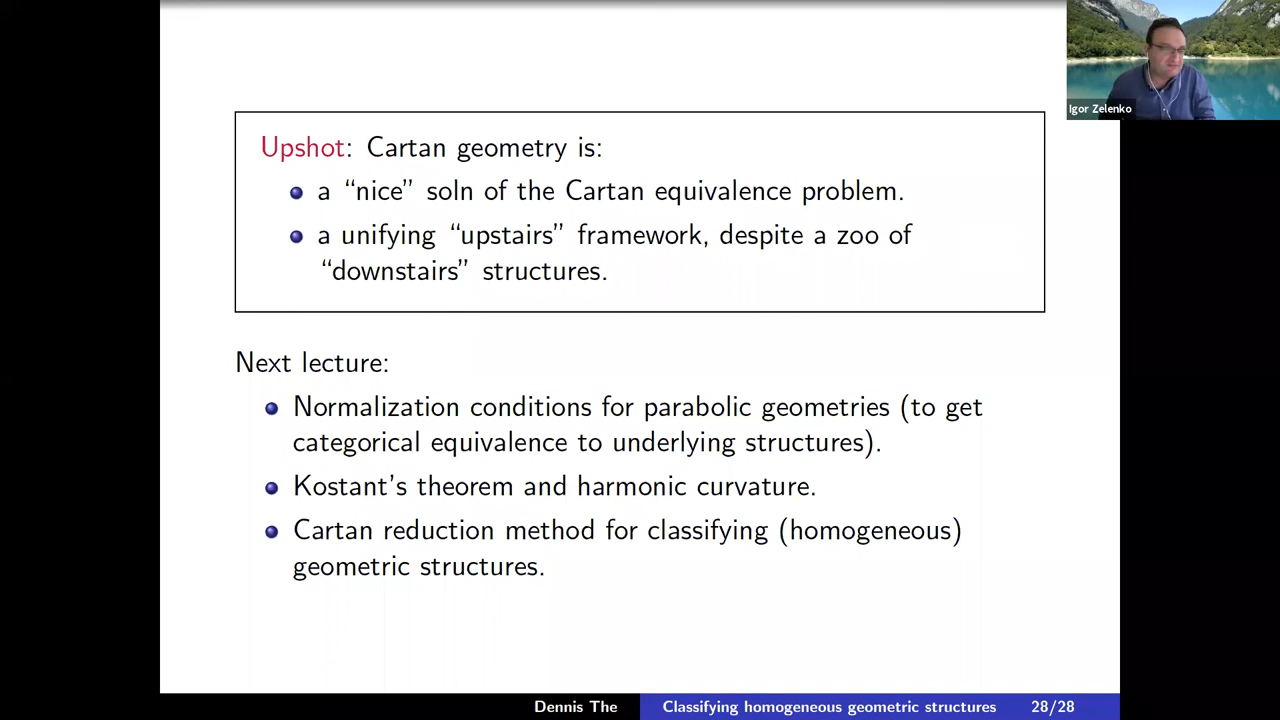 Igor Zelenko
Upshot: Cartan geometry is:
a “nice” soln of the Cartan equivalence problem.
a unifying “upstairs” framework, despite a zoo of
“downstairs” structures.
Next lecture:
Normalization conditions for parabolic geometries (to get
categorical equivalence to underlying structures).
Kostant's theorem and harmonic curvature.
Cartan reduction method for classifying (homogeneous)
geometric structures.
Dennis The Classifying homogeneous geometric structures 28/28